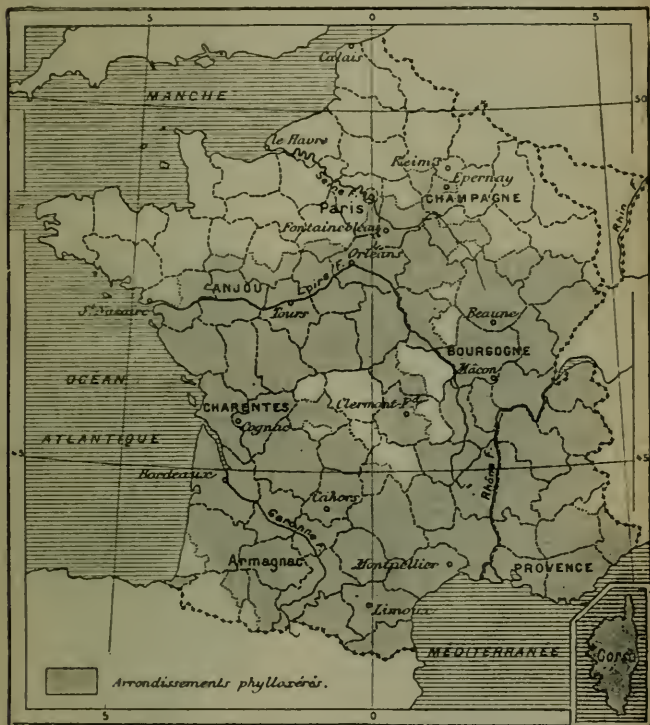 5
0
5
Calais
MANCHE
50
le Havre
Reims
Epernay
Seine F.
CHAMPAGNE
Paris
Rhin F.
Fontainebleau
Orléans
ANJOU
Loire F.
St Nazaire
Tours
Beaune
BOURGOGNE
OCÉAN
Mâcon
CHARENTES
Clermont-Fd
Cognac
ATLANTIQUE
45
45
Bordeaux
Rhône F.
Cahors
Garonne F.
Armagnac
Montpellier
PROVENCE
Limoux
MÉDITERRANÉE
Corse
Arrondissements phylloxérés.
5
0
5